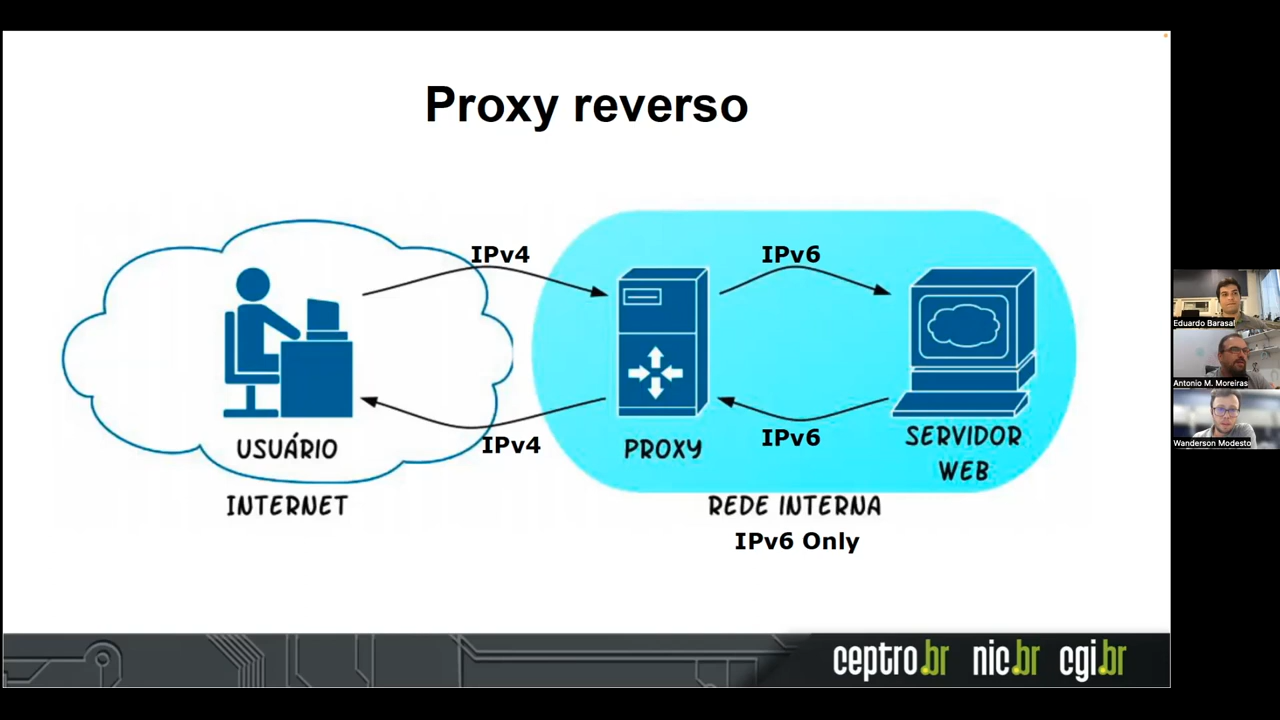 Proxy reverso
IPv4
IPv6
IPv4
IPv6
USUÁRIO
PROXY
SERVIDOR
WEB
INTERNET
REDE INTERNA
IPv6 Only
Eduardo Barasal
Antonio M. Moreiras
Wanderson Modesto
ceptro.br nic.br cgi.br